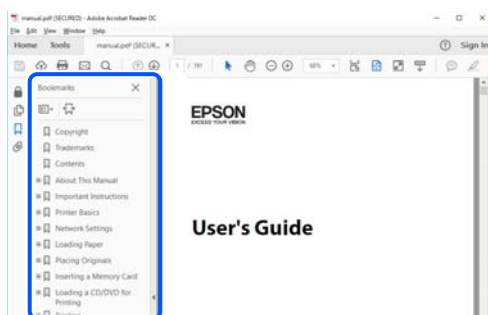 manual.pdf (SECURED) - Adobe Acrobat Reader DC
File Edit View Window Help
Home Tools manual.pdf (SECUR... × Sign In
1 / 191
Bookmarks
Copyright
Trademarks
Contents
About This Manual
Important Instructions
Printer Basics
Network Settings
Loading Paper
Placing Originals
Inserting a Memory Card
Loading a CD/DVD for
Printing
EPSON
EXCEED YOUR VISION
User's Guide